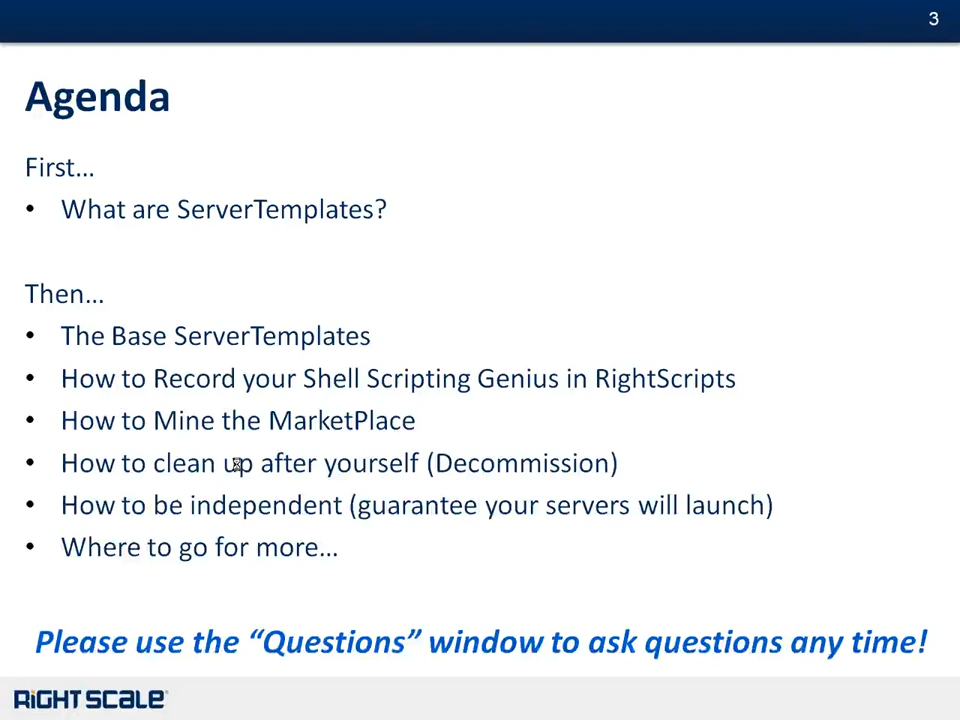 3
Agenda
First...
• What are ServerTemplates?
Then...
• The Base ServerTemplates
• How to Record your Shell Scripting Genius in RightScripts
• How to Mine the MarketPlace
• How to clean up after yourself (Decommission)
• How to be independent (guarantee your servers will launch)
• Where to go for more...
Please use the “Questions” window to ask questions any time!
RIGHTSCALE